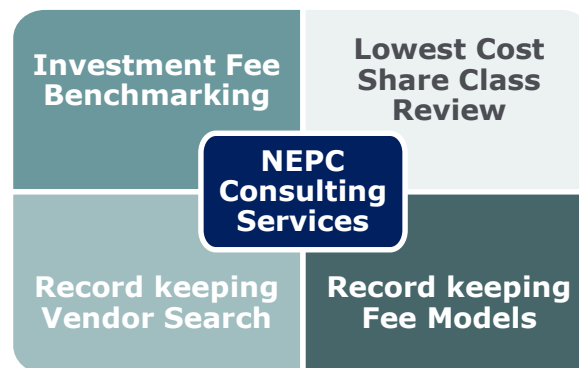 Investment Fee
Benchmarking
Lowest Cost
Share Class
Review
NEPC
Consulting
Services
Record keeping
Vendor Search
Record keeping
Fee Models